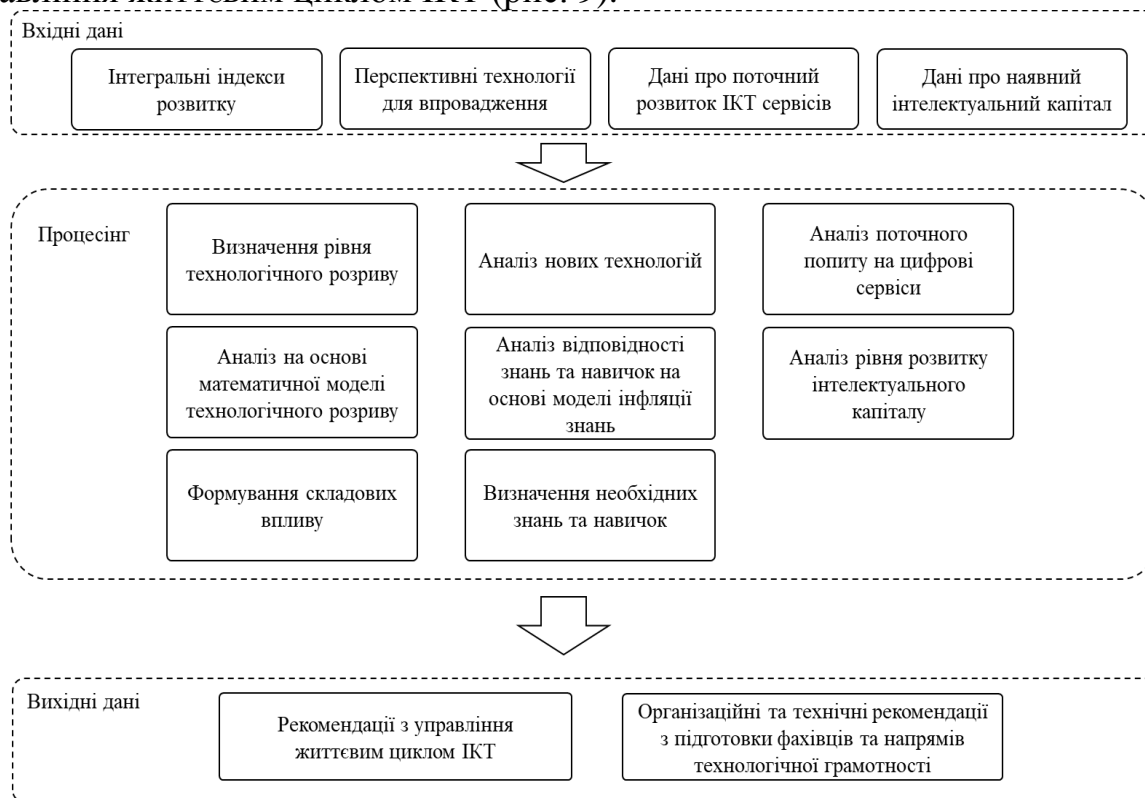 життєвим циклом ІКТ (рис. 9).
Вхідні дані
Інтегральні індекси
розвитку
Перспективні технології
для впровадження
Дані про поточний
розвиток ІКТ сервісів
Дані про наявний
інтелектуальний капітал
Процесінг
Визначення рівня
технологічного розриву
Аналіз нових технологій
Аналіз поточного
попиту на цифрові
сервіси
Аналіз на основі
математичної моделі
технологічного розриву
Аналіз відповідності
знань та навичок на
основі моделі інфляції
знань
Аналіз рівня розвитку
інтелектуального
капіталу
Формування складових
впливу
Визначення необхідних
знань та навичок
Вихідні дані
Рекомендації з управління
життєвим циклом ІКТ
Організаційні та технічні рекомендації
з підготовки фахівців та напрямів
технологічної грамотності